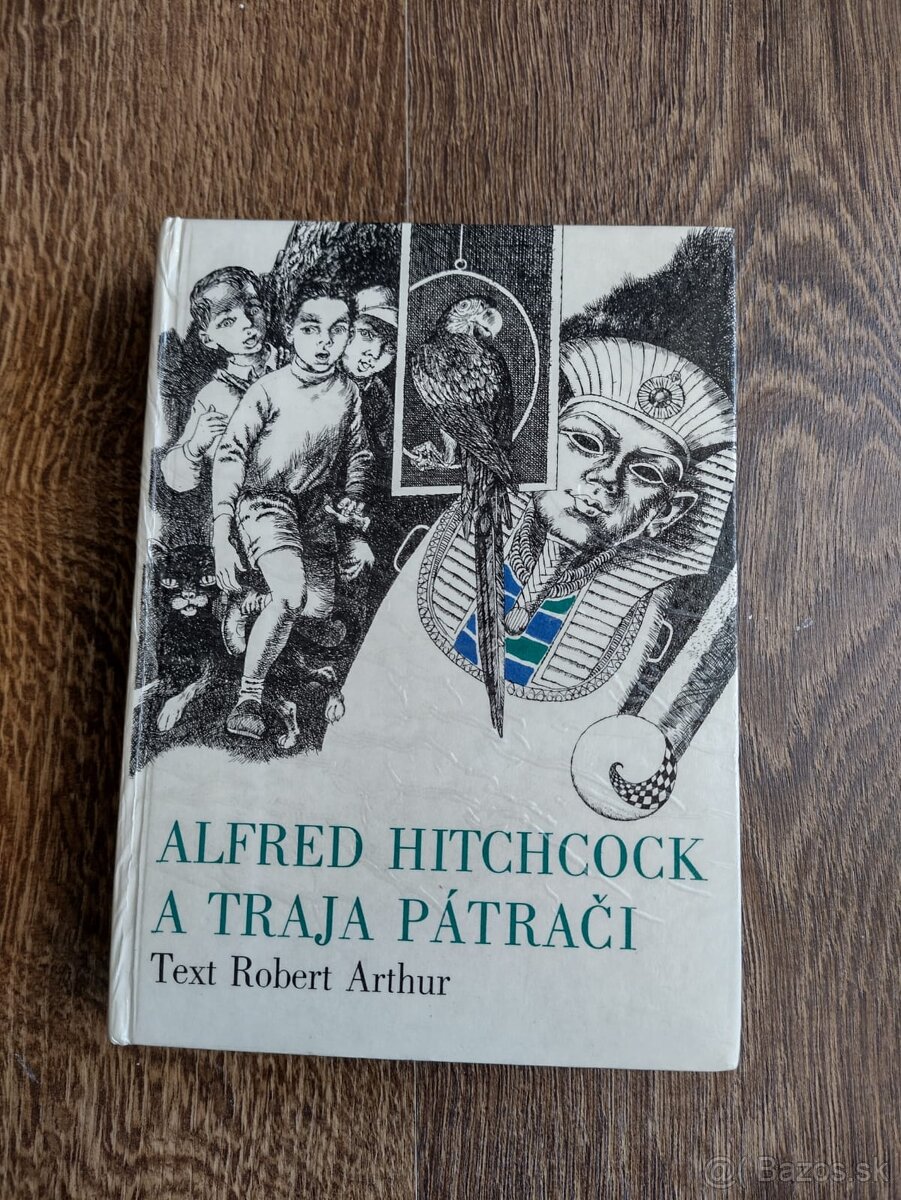 ALFRED HITCHCOCK
A TRAJA PÁTRAČI
Text Robert Arthur
@ Bazos.sk